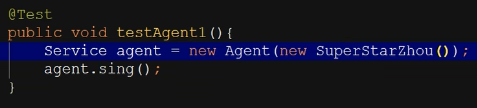 @Test
public void testAgent1(){
    Service agent = new Agent(new SuperStarZhou());
    agent.sing();
}